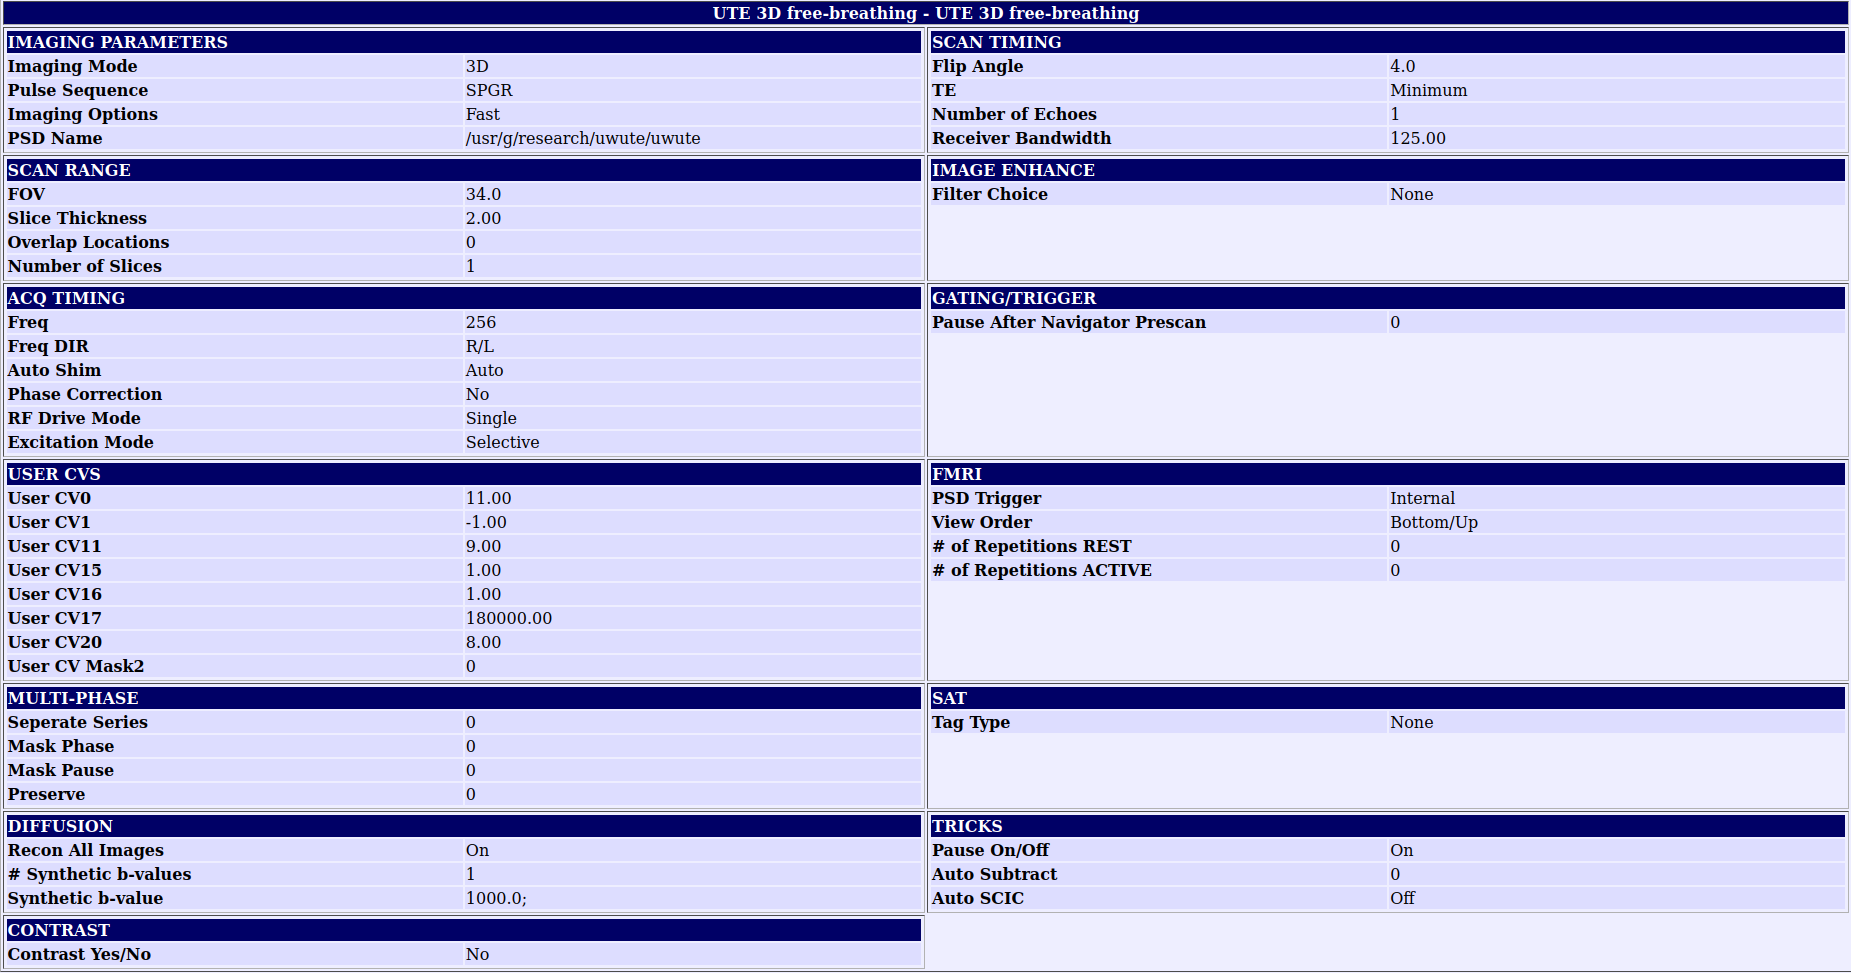 UTE 3D free-breathing - UTE 3D free-breathing
IMAGING PARAMETERS
Imaging Mode 3D
Pulse Sequence SPGR
Imaging Options Fast
PSD Name /usr/g/research/uwute/uwute
SCAN TIMING
Flip Angle 4.0
TE Minimum
Number of Echoes 1
Receiver Bandwidth 125.00
SCAN RANGE
FOV 34.0
Slice Thickness 2.00
Overlap Locations 0
Number of Slices 1
IMAGE ENHANCE
Filter Choice None
ACQ TIMING
Freq 256
Freq DIR R/L
Auto Shim Auto
Phase Correction No
RF Drive Mode Single
Excitation Mode Selective
GATING/TRIGGER
Pause After Navigator Prescan 0
USER CVS
User CV0 11.00
User CV1 -1.00
User CV11 9.00
User CV15 1.00
User CV16 1.00
User CV17 180000.00
User CV20 8.00
User CV Mask2 0
FMRI
PSD Trigger Internal
View Order Bottom/Up
# of Repetitions REST 0
# of Repetitions ACTIVE 0
MULTI-PHASE
Seperate Series 0
Mask Phase 0
Mask Pause 0
Preserve 0
SAT
Tag Type None
DIFFUSION
Recon All Images On
# Synthetic b-values 1
Synthetic b-value 1000.0;
TRICKS
Pause On/Off On
Auto Subtract 0
Auto SCIC Off
CONTRAST
Contrast Yes/No No